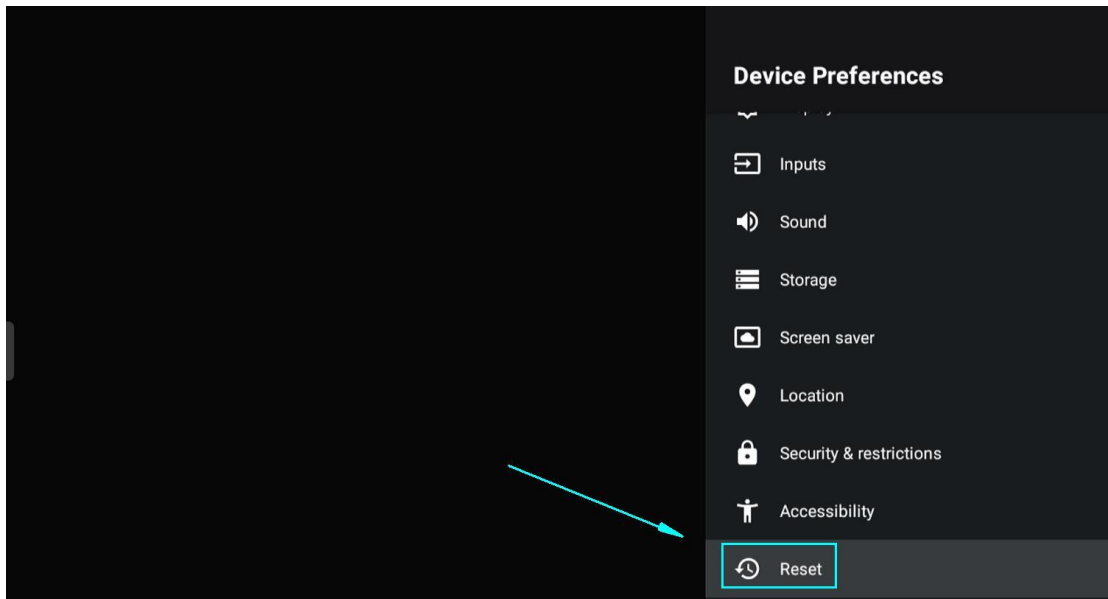 Device Preferences
Inputs
Sound
Storage
Screen saver
Location
Security & restrictions
Accessibility
Reset